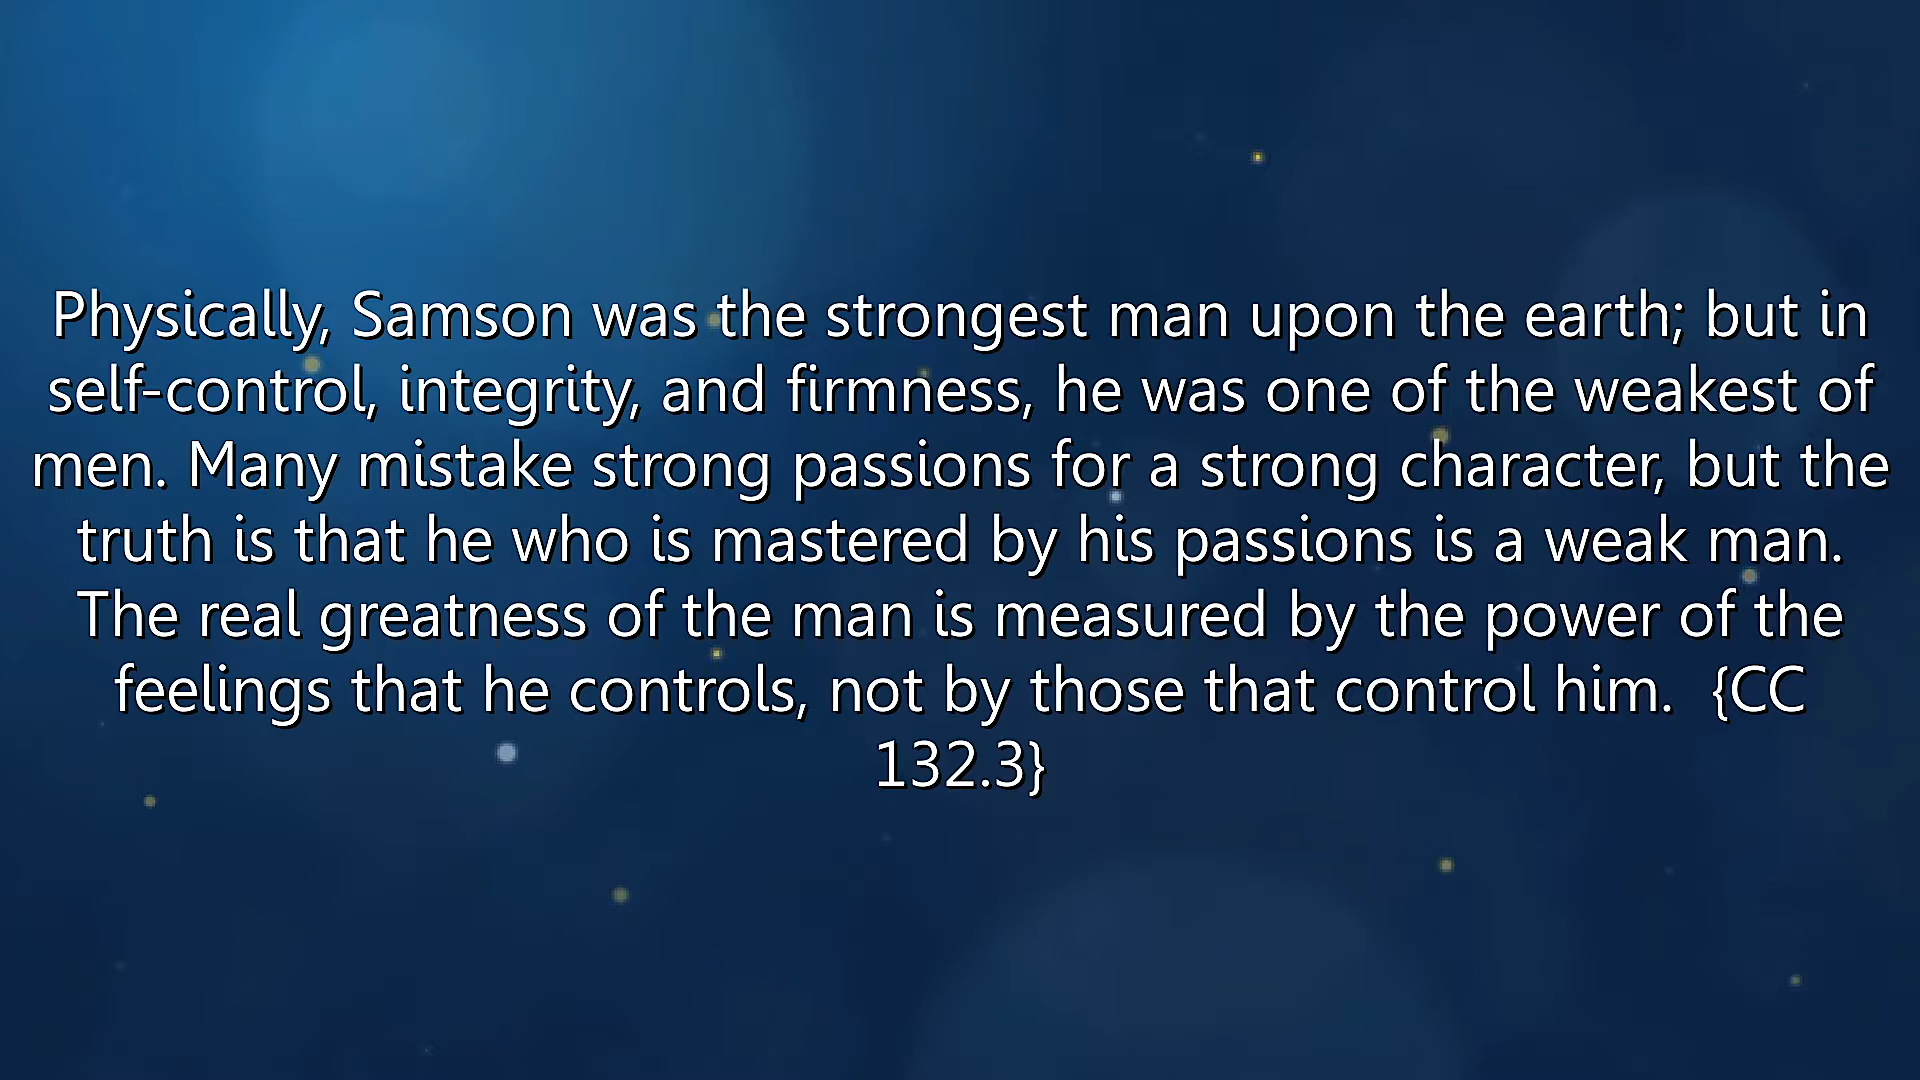 Physically, Samson was the strongest man upon the earth; but in
self-control, integrity, and firmness, he was one of the weakest of
men. Many mistake strong passions for a strong character, but the
truth is that he who is mastered by his passions is a weak man.
The real greatness of the man is measured by the power of the
feelings that he controls, not by those that control him.  {CC
132.3}